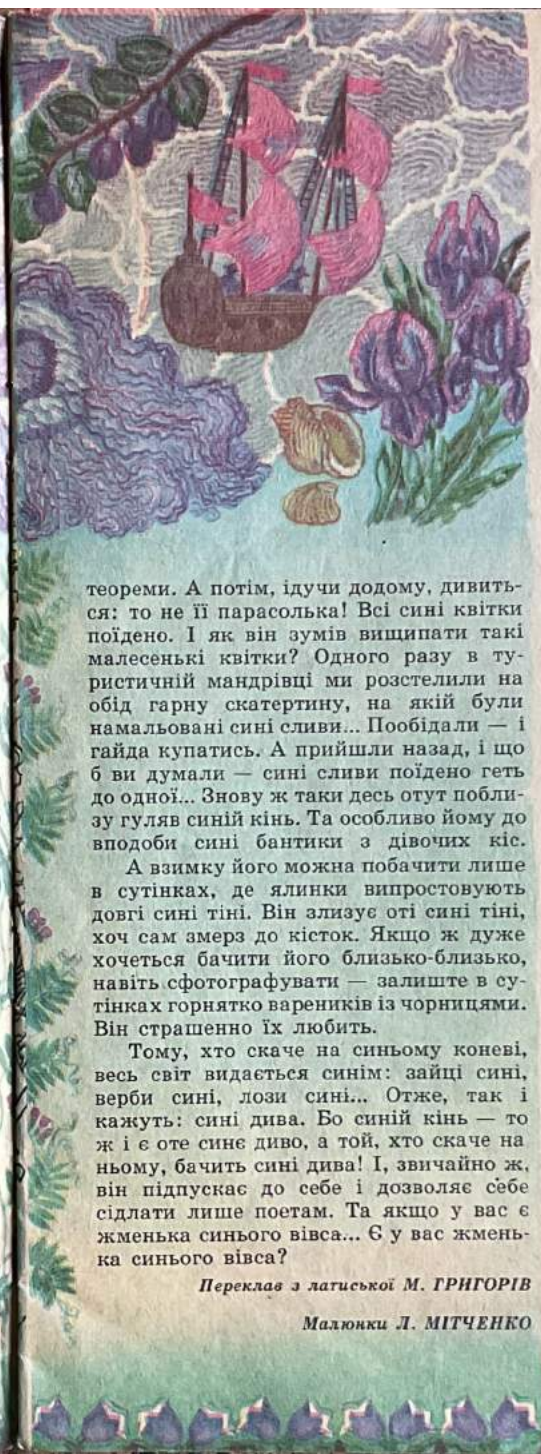 теореми. А потім, ідучи додому, дивить-
ся: то не її парасолька! Всі сині квітки
поїдено. І як він зумів вищипати такі
малесенькі квітки? Одного разу в ту-
ристичній мандрівці ми розстелили на
обід гарну скатертину, на якій були
намальовані сині сливи... Пообідали — і
гайда купатись. А прийшли назад, і що
б ви думали — сині сливи поїдено геть
до одної... Знову ж таки десь отут побли-
зу гуляв синій кінь. Та особливо йому до
вподоби сині бантики з дівочих кіс.
А взимку його можна побачити лише
в сутінках, де ялинки випростовують
довгі сині тіні. Він злизує оті сині тіні,
хоч сам змерз до кісток. Якщо ж дуже
хочеться бачити його близько-близько,
навіть сфотографувати — залиште в су-
тінках горнятко вареників із чорницями.
Він страшенно їх любить.
Тому, хто скаче на синьому коневі,
весь світ видається синім: зайці сині,
верби сині, лози сині... Отже, так і
кажуть: сині дива. Бо синій кінь — то
ж і є оте синє диво, а той, хто скаче на
ньому, бачить сині дива! І, звичайно ж,
він підпускає до себе і дозволяє себе
сідлати лише поетам. Та якщо у вас є
жменька синього вівса... Є у вас жмень-
ка синього вівса?
Переклав з латиської М. ГРИГОРІВ
Малюнки Л. МІТЧЕНКО